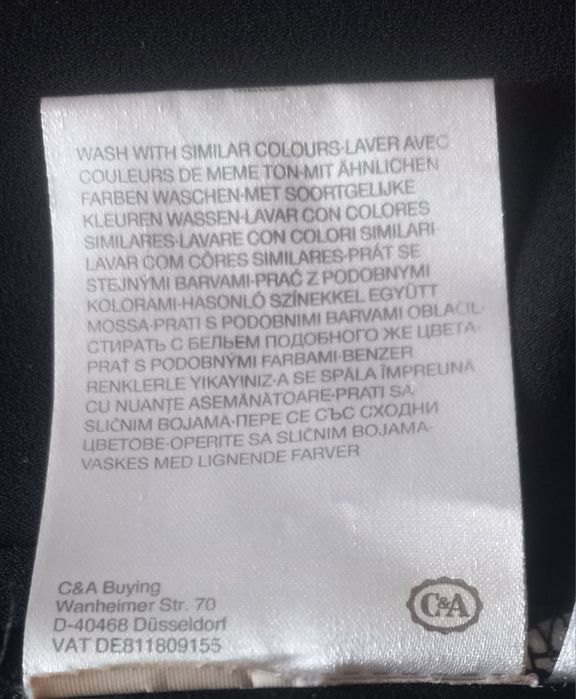 WASH WITH SIMILAR COLOURS·LAVER AVEC
COULEURS DE MEME TON·MIT ÄHNLICHEN
FARBEN WASCHEN·MET SOORTGELIJKE
KLEUREN WASSEN·LAVAR CON COLORES
SIMILARES·LAVARE CON COLORI SIMILARI·
LAVAR COM CÔRES SIMILARES·PRÁT SE
STEJNÝMI BARVAMI·PRAĆ Z PODOBNYMI
KOLORAMI·HASONLÓ SZÍNEKKEL EGYÜTT
MOSSA·PRATI S PODOBNIMI BARVAMI OBLAČIL·
СТИРАТЬ С БЕЛЬЕМ ПОДОБНОГО ЖЕ ЦВЕТА·
PRAŤ S PODOBNÝMI FARBAMI·BENZER
RENKLERLE YIKAYINIZ·A SE SPĂLA ÎMPREUNĂ
CU NUANŢE ASEMĂNĂTOARE·PRATI SA
SLIČNIM BOJAMA·ПЕРЕ СЕ СЪС СХОДНИ
ЦВЕТОВЕ·OPERITE SA SLIČNIM BOJAMA·
VASKES MED LIGNENDE FARVER
C&A Buying
Wanheimer Str. 70
D-40468 Düsseldorf
VAT DE811809155
C&A